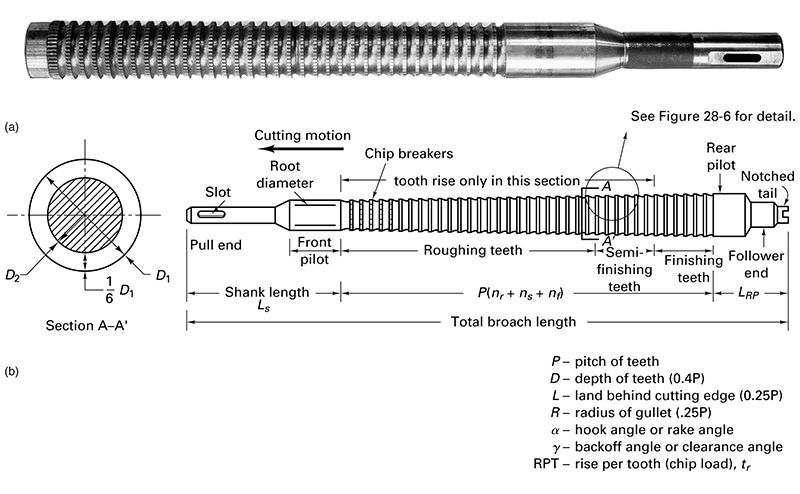 (a)
See Figure 28-6 for detail.
Cutting motion
Chip breakers
Root
diameter
tooth rise only in this section
A
Rear
pilot
Notched
tail
Slot
Pull end
Front
pilot
Roughing teeth
A'
Semi-
finishing
teeth
Finishing
teeth
Follower
end
D₂
D₁
1/6 D₁
Section A–A'
Shank length
Lₛ
P(nᵣ + nₛ + n_f)
L_RP
Total broach length
(b)
P – pitch of teeth
D – depth of teeth (0.4P)
L – land behind cutting edge (0.25P)
R – radius of gullet (.25P)
α – hook angle or rake angle
γ – backoff angle or clearance angle
RPT – rise per tooth (chip load), tᵣ